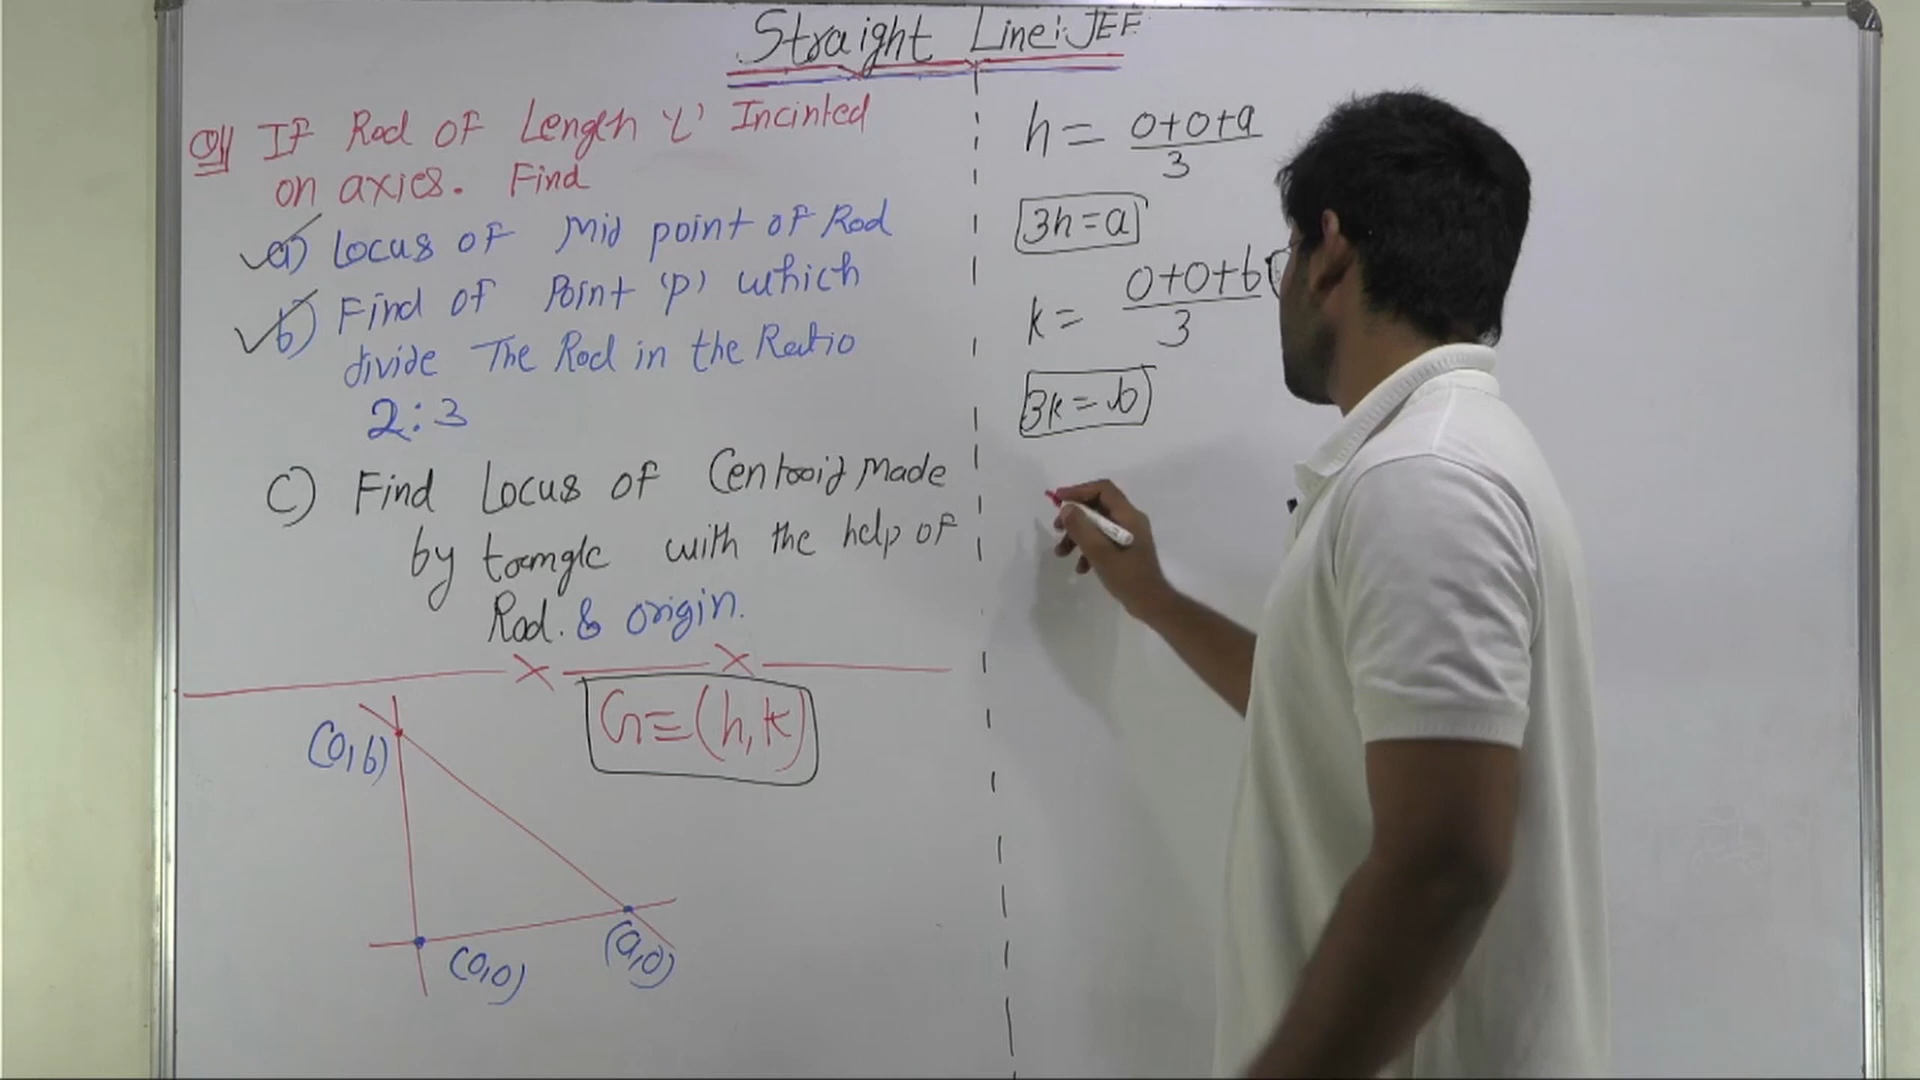 Straight Line: JEE
Q1 If Rod of Length 'L' Incinted
on axies. Find
a) Locus of Mid point of Rod
b) Find of Point 'p' which
divide The Rod in the Ratio
2:3
c) Find Locus of Centroid Made
by triangle with the help of
Rod. & origin.
G≡(h,k)
(0,b)
(0,0)
(a,0)
h = 0+0+a
3
3h=a
k = 0+0+b
3
3k=b